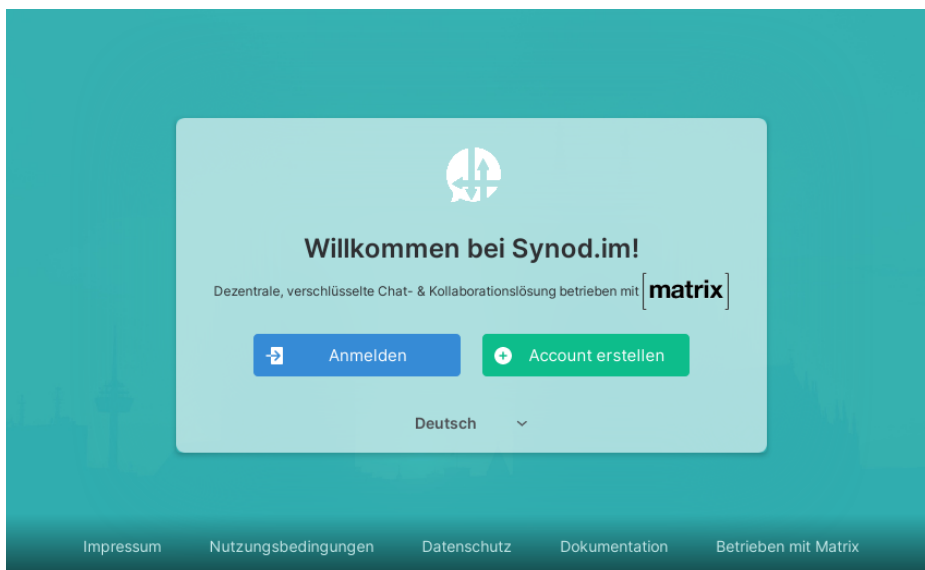 Willkommen bei Synod.im!
Dezentrale, verschlüsselte Chat- & Kollaborationslösung betrieben mit [matrix]
Anmelden Account erstellen
Deutsch
Impressum Nutzungsbedingungen Datenschutz Dokumentation Betrieben mit Matrix